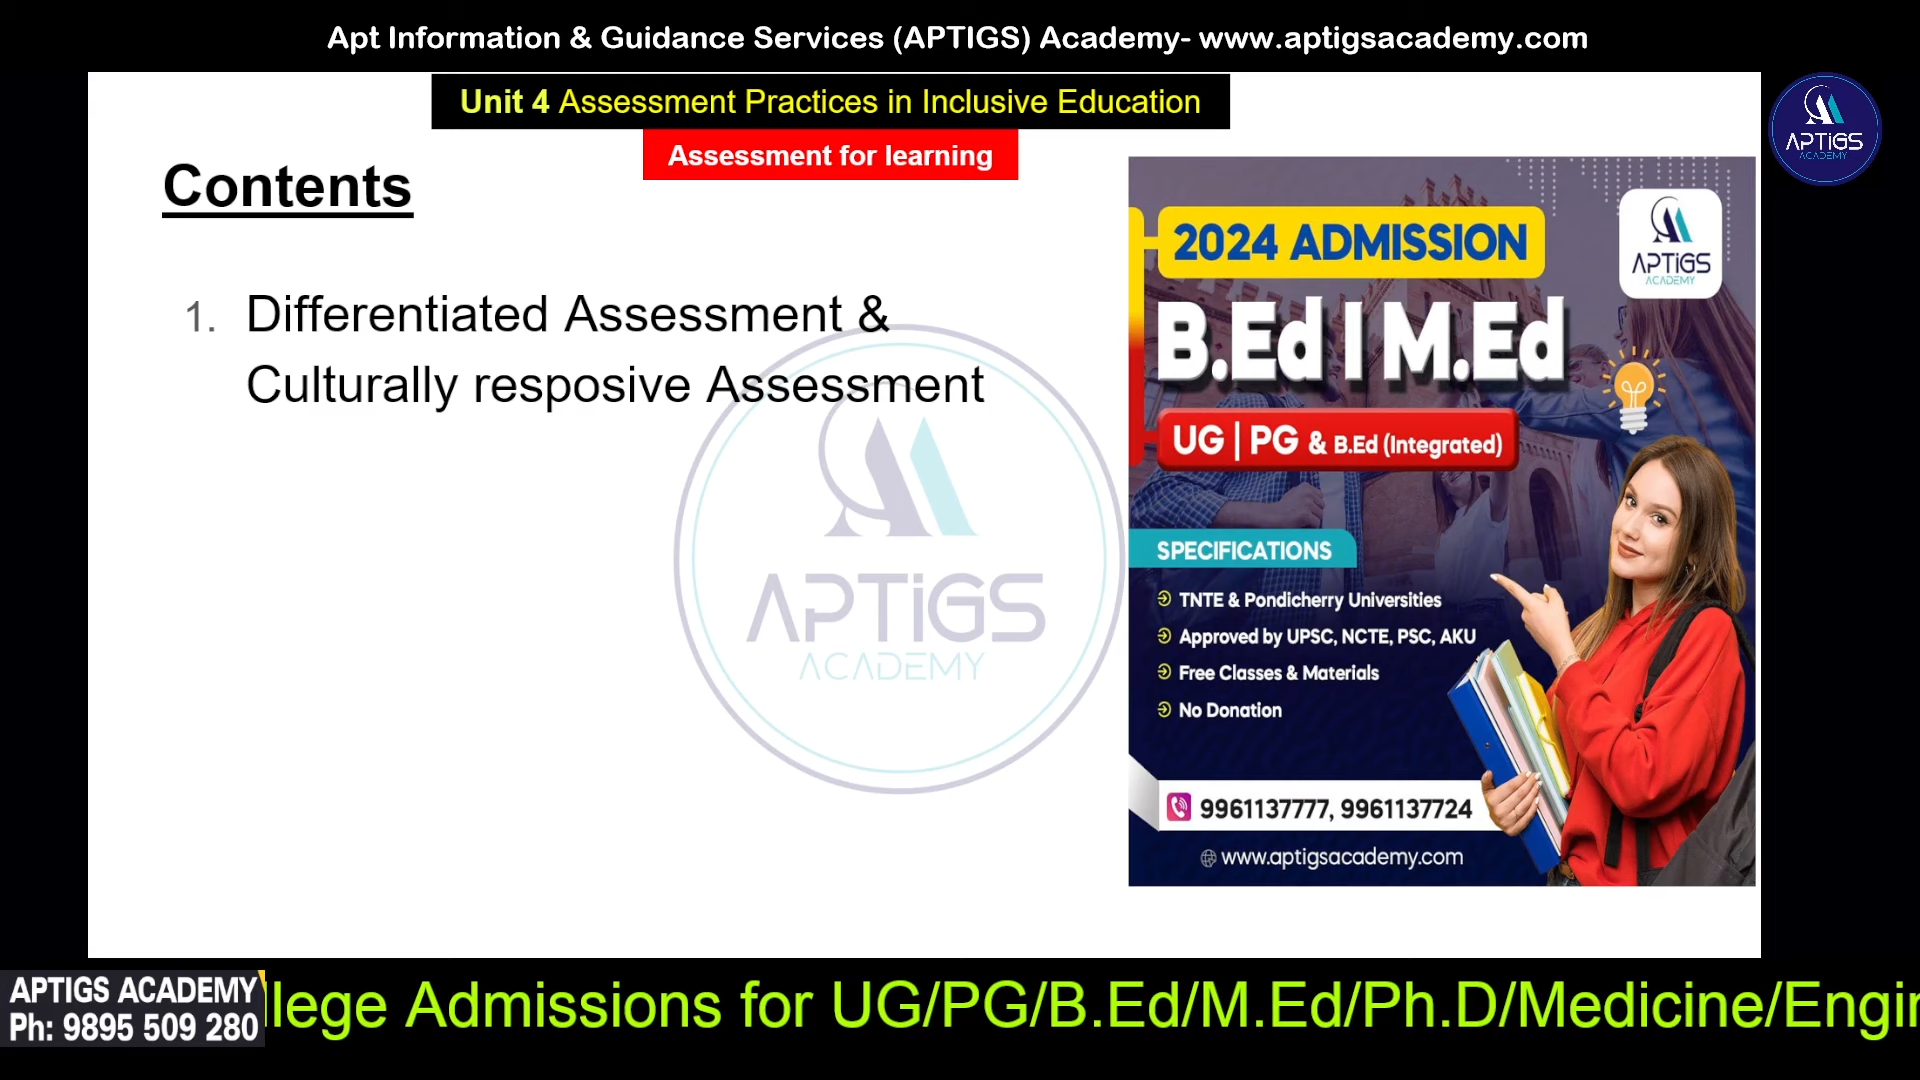 Apt Information & Guidance Services (APTIGS) Academy- www.aptigsacademy.com
Unit 4 Assessment Practices in Inclusive Education
Assessment for learning
APTiGS
ACADEMY
Contents
1. Differentiated Assessment &
Culturally resposive Assessment
APTiGS
ACADEMY
2024 ADMISSION
APTiGS
ACADEMY
B.Ed | M.Ed
UG | PG & B.Ed (Integrated)
SPECIFICATIONS
TNTE & Pondicherry Universities
Approved by UPSC, NCTE, PSC, AKU
Free Classes & Materials
No Donation
9961137777, 9961137724
www.aptigsacademy.com
APTIGS ACADEMY
Ph: 9895 509 280
llege Admissions for UG/PG/B.Ed/M.Ed/Ph.D/Medicine/Engin